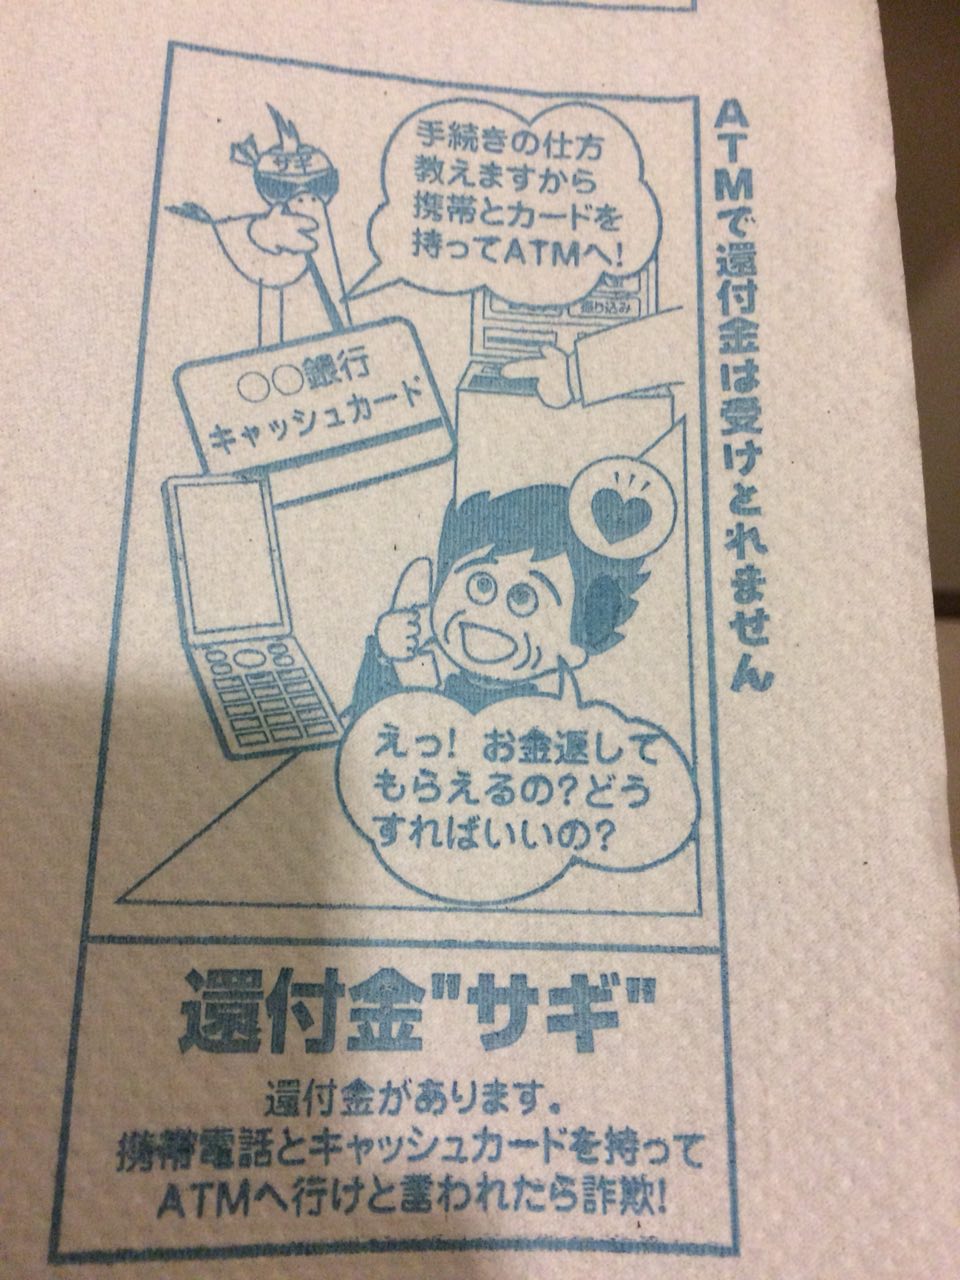 ATMで還付金は受けとれません
サギ
手続きの仕方
教えますから
携帯とカードを
持ってATMへ!
振り込み
○○銀行
キャッシュカード
えっ! お金返して
もらえるの?どう
すればいいの?
還付金"サギ"
還付金があります。
携帯電話とキャッシュカードを持って
ATMへ行けと言われたら詐欺!